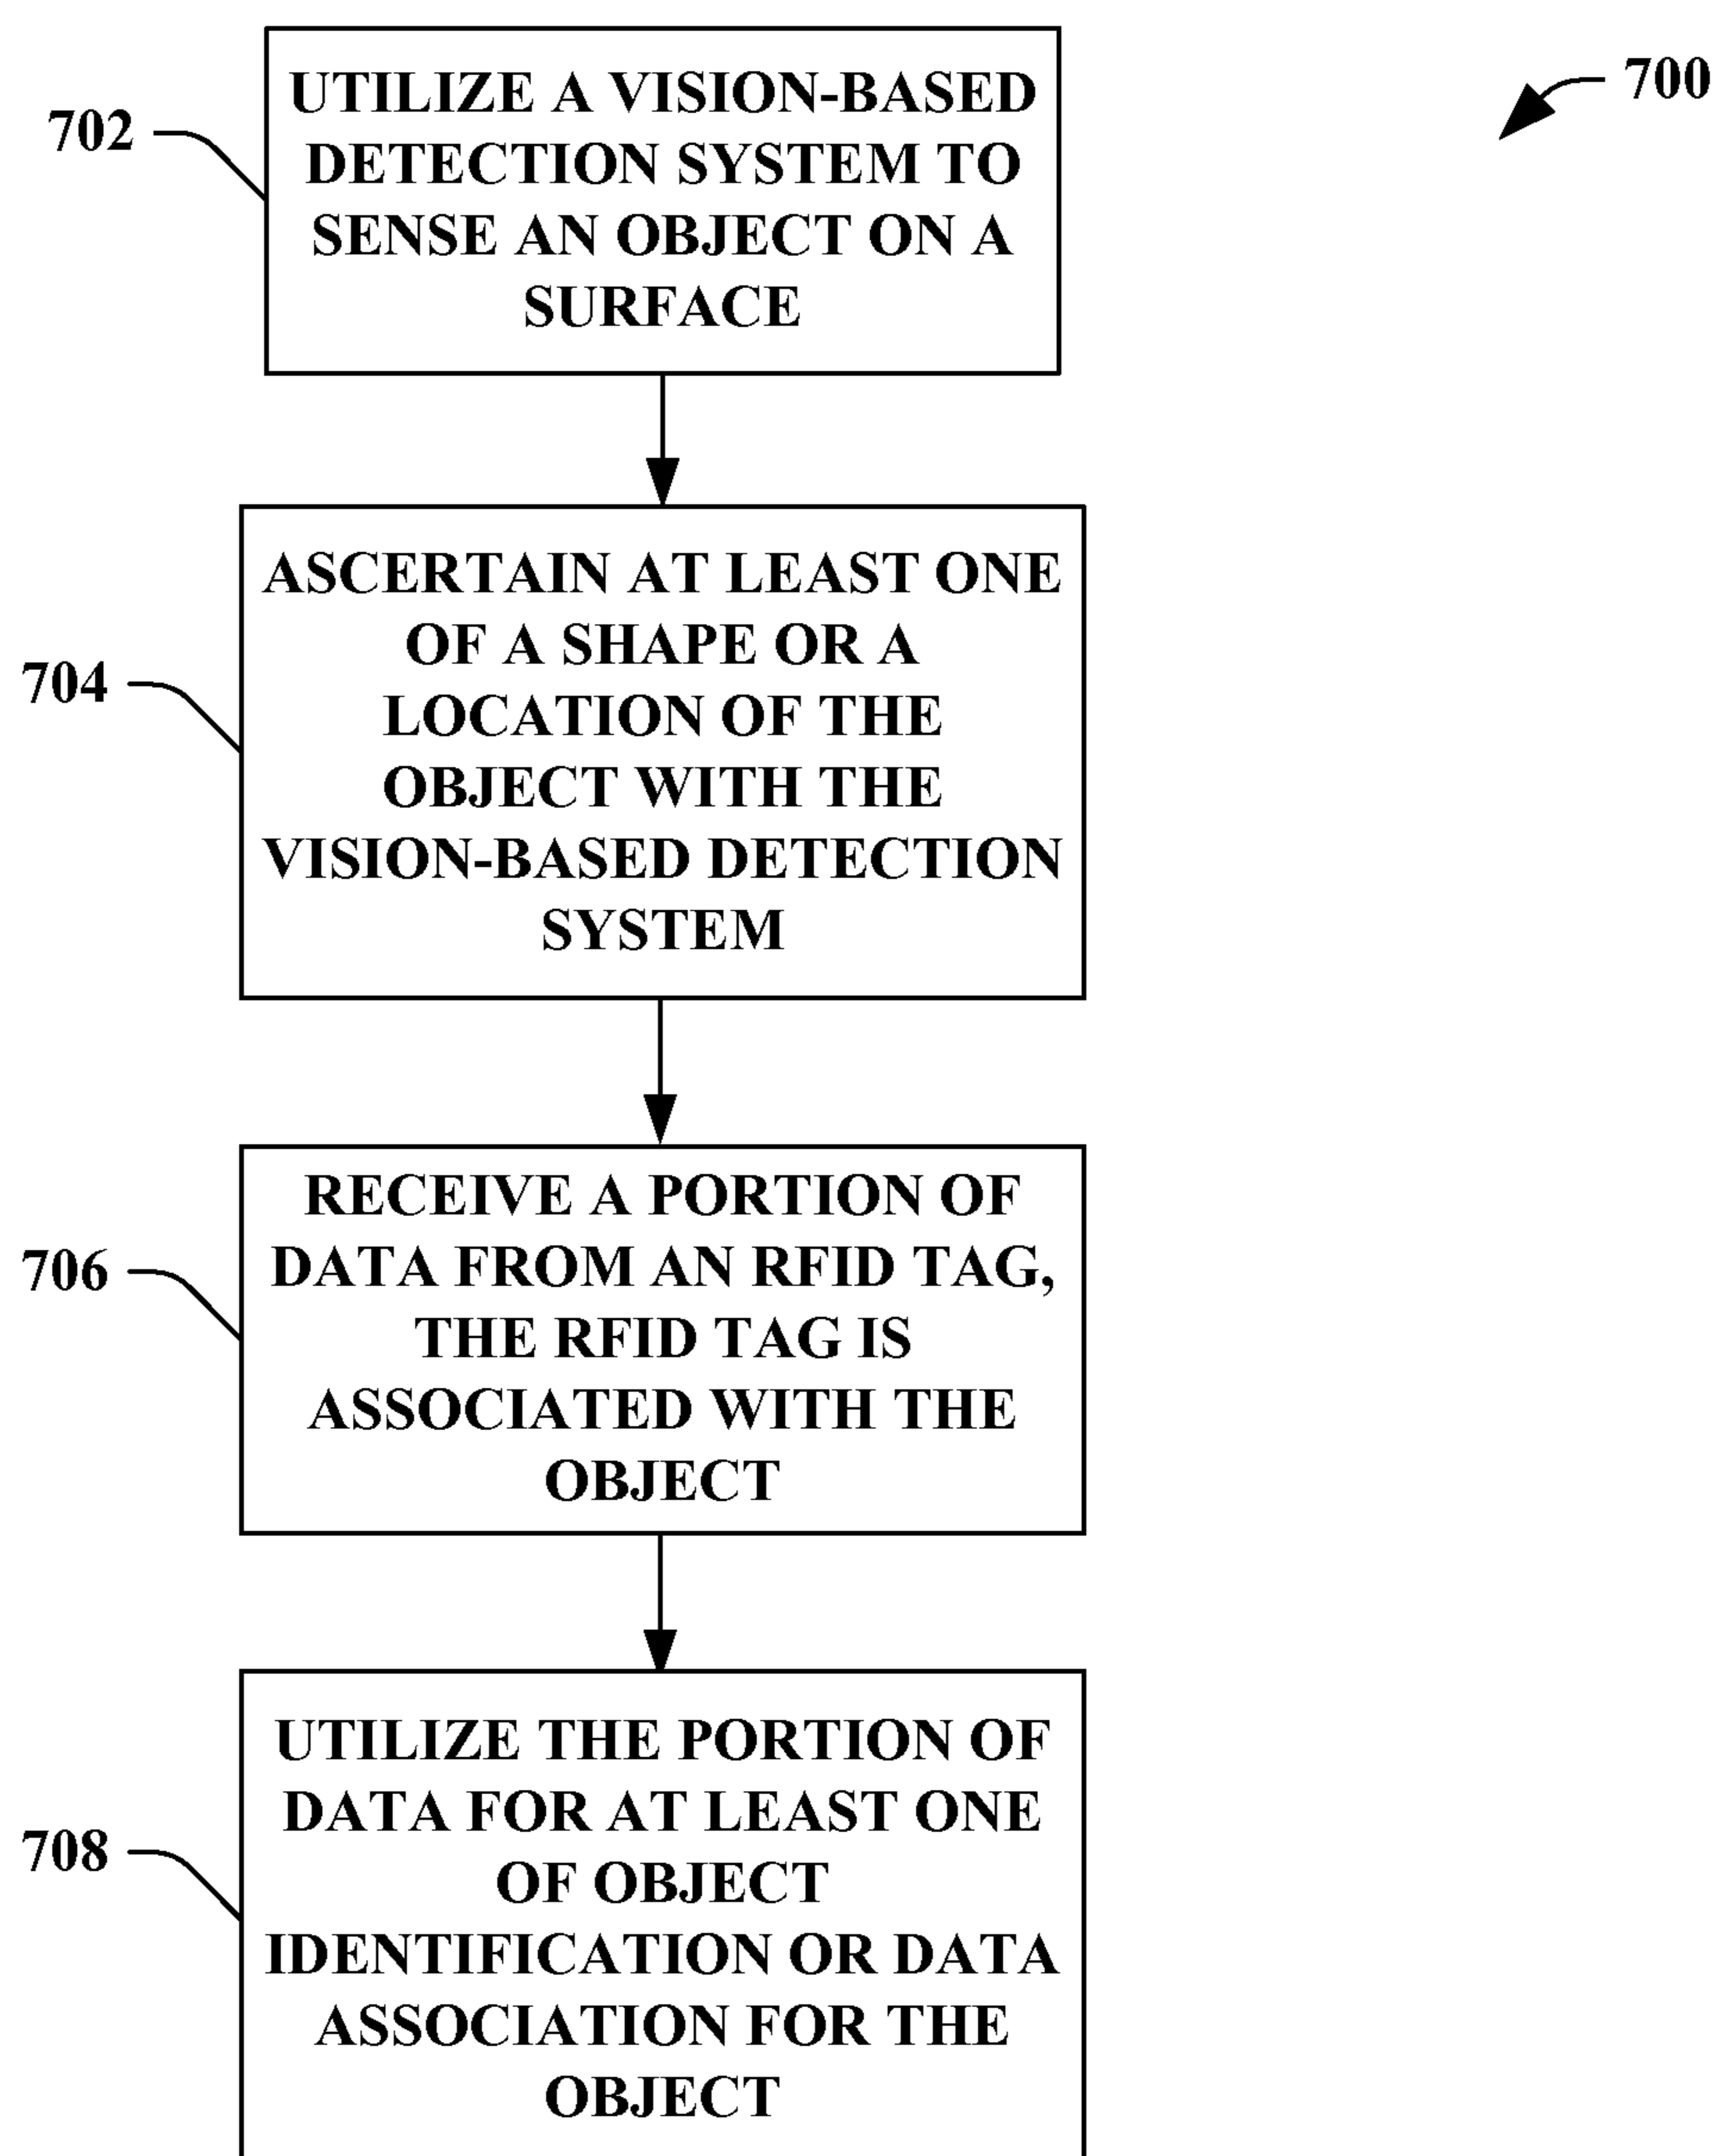 700
702
UTILIZE A VISION-BASED
DETECTION SYSTEM TO
SENSE AN OBJECT ON A
SURFACE
704
ASCERTAIN AT LEAST ONE
OF A SHAPE OR A
LOCATION OF THE
OBJECT WITH THE
VISION-BASED DETECTION
SYSTEM
706
RECEIVE A PORTION OF
DATA FROM AN RFID TAG,
THE RFID TAG IS
ASSOCIATED WITH THE
OBJECT
708
UTILIZE THE PORTION OF
DATA FOR AT LEAST ONE
OF OBJECT
IDENTIFICATION OR DATA
ASSOCIATION FOR THE
OBJECT